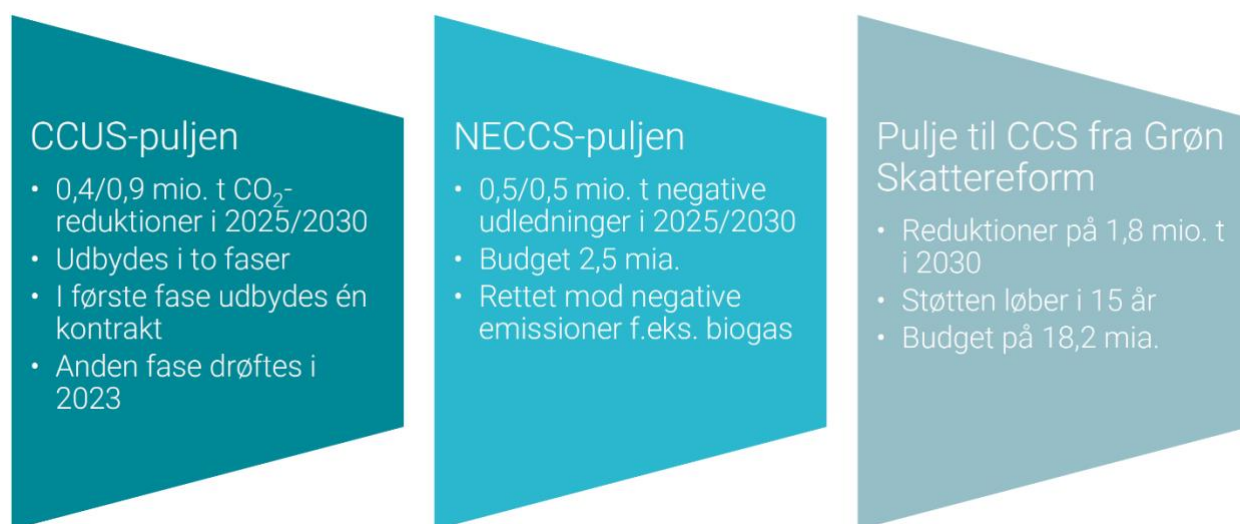 CCUS-puljen
• 0,4/0,9 mio. t CO₂-
reduktioner i 2025/2030
• Udbydes i to faser
• I første fase udbydes én
kontrakt
• Anden fase drøftes i
2023
NECCS-puljen
• 0,5/0,5 mio. t negative
udledninger i 2025/2030
• Budget 2,5 mia.
• Rettet mod negative
emissioner f.eks. biogas
Pulje til CCS fra Grøn
Skattereform
• Reduktioner på 1,8 mio. t
i 2030
• Støtten løber i 15 år
• Budget på 18,2 mia.